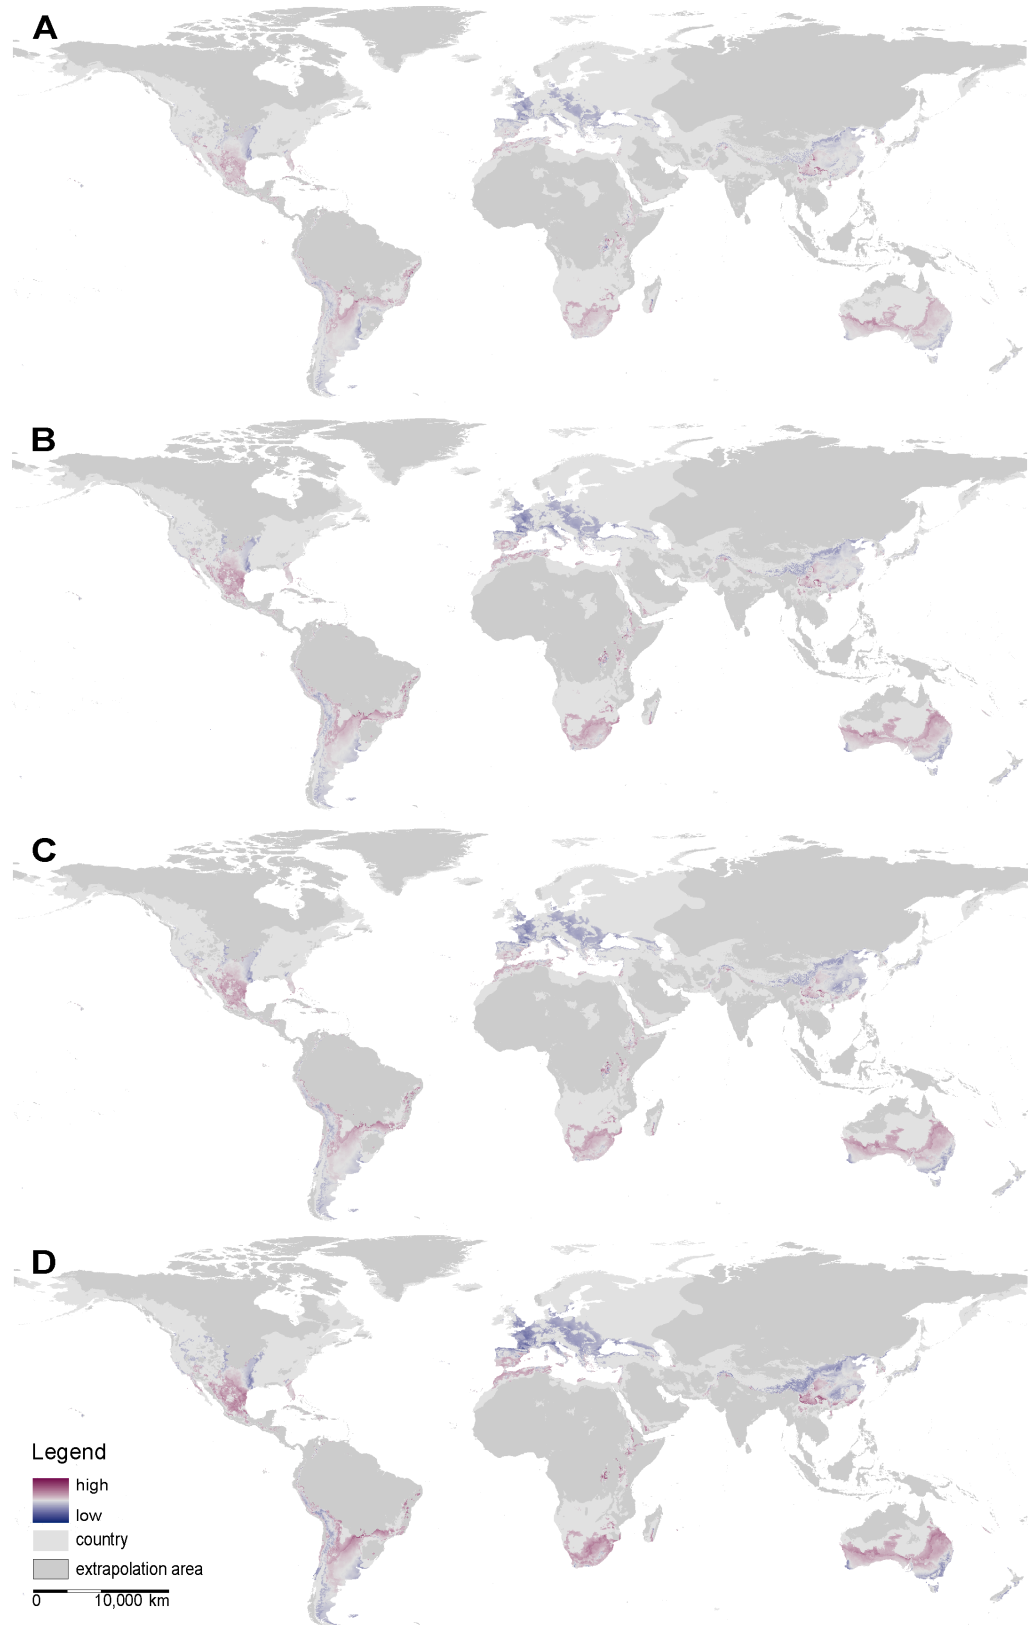 A
B
C
D
Legend
high
low
country
extrapolation area
0 10,000 km